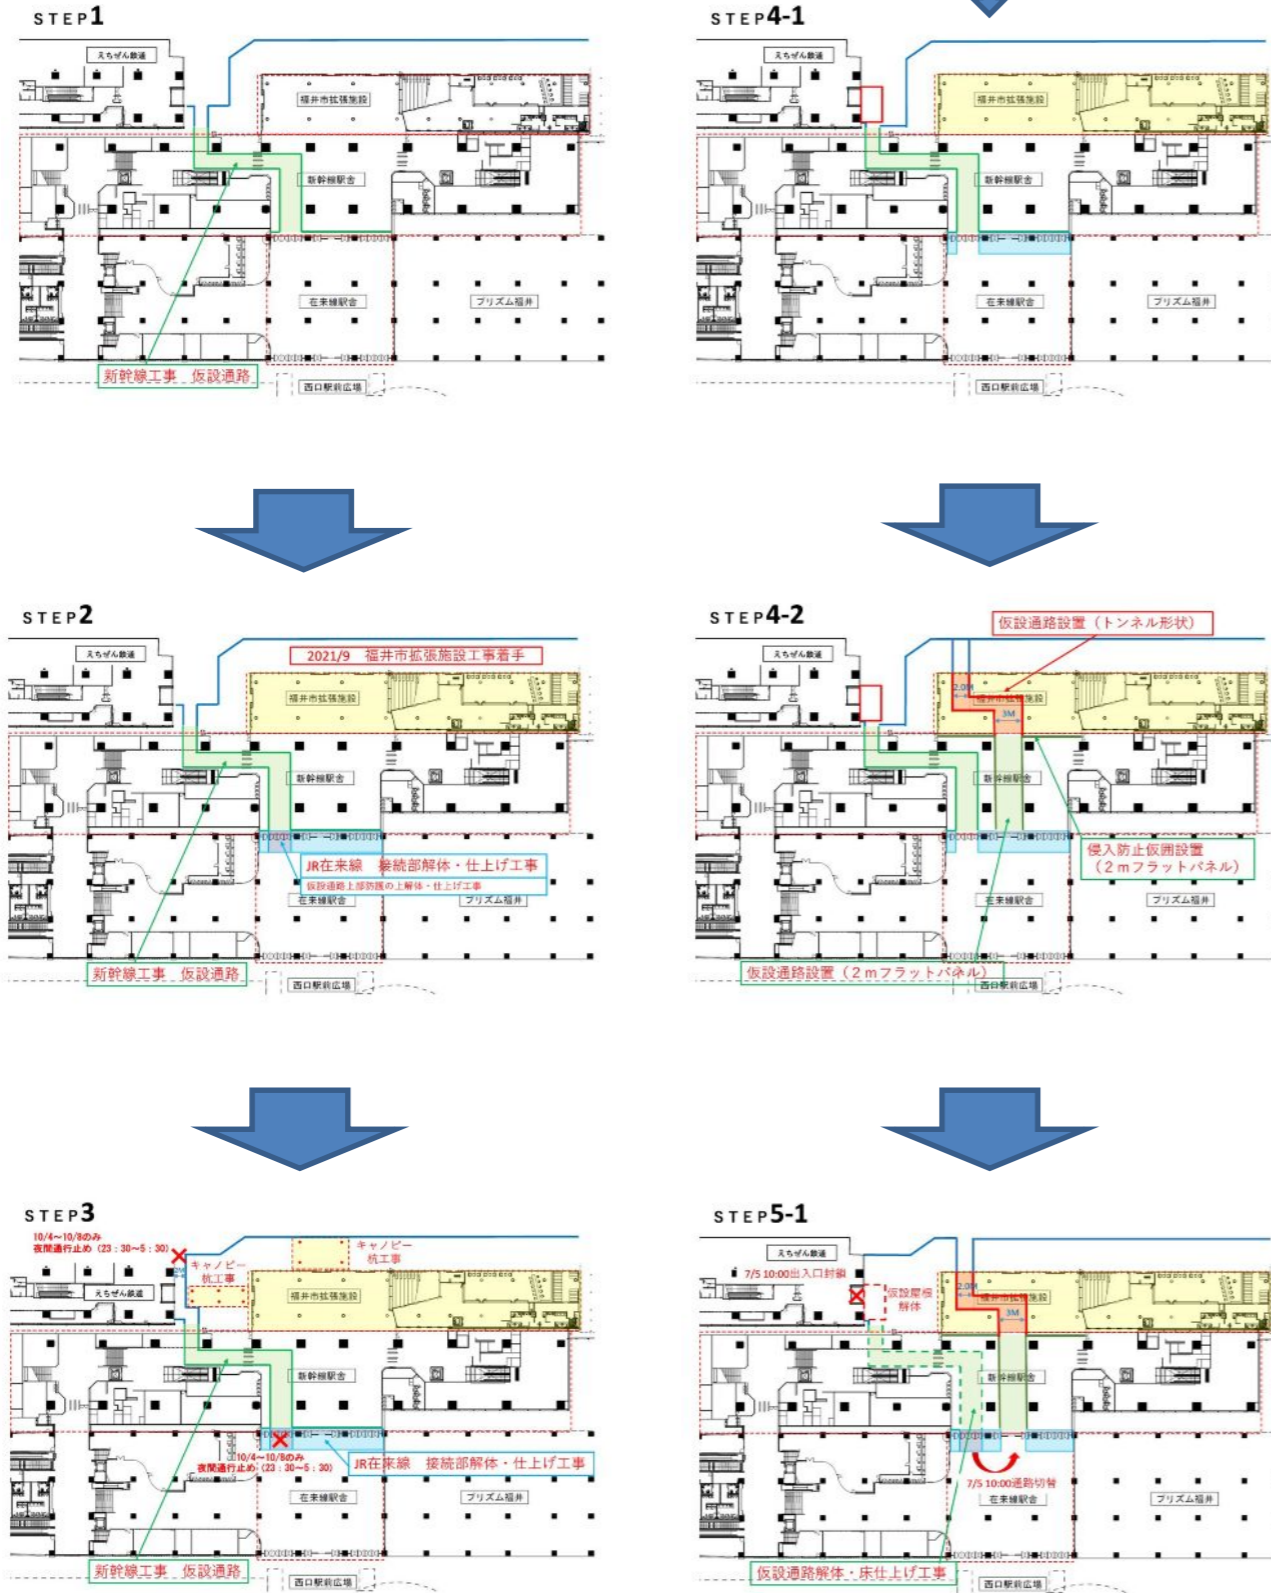 STEP1
えちぜん鉄道
福井市拡張施設
新幹線駅舎
在来線駅舎
プリズム福井
新幹線工事　仮設通路
西口駅前広場
STEP2
えちぜん鉄道
2021/9　福井市拡張施設工事着手
福井市拡張施設
新幹線駅舎
JR在来線　接続部解体・仕上げ工事
仮設通路上部防護の上解体・仕上げ工事
在来線駅舎
プリズム福井
新幹線工事　仮設通路
西口駅前広場
STEP3
10/4～10/8のみ
夜間通行止め（23：30～5：30）
キャノピー
杭工事
キャノピー
杭工事
2M
えちぜん鉄道
福井市拡張施設
新幹線駅舎
10/4～10/8のみ
夜間通行止め（23：30～5：30）
JR在来線　接続部解体・仕上げ工事
在来線駅舎
プリズム福井
新幹線工事　仮設通路
西口駅前広場
STEP4-1
えちぜん鉄道
福井市拡張施設
新幹線駅舎
在来線駅舎
プリズム福井
西口駅前広場
STEP4-2
仮設通路設置（トンネル形状）
えちぜん鉄道
2.0M
福井市拡張施設
3M
新幹線駅舎
侵入防止仮囲設置
（２ｍフラットパネル）
在来線駅舎
プリズム福井
仮設通路設置（２ｍフラットパネル）
西口駅前広場
STEP5-1
えちぜん鉄道
7/5 10:00出入口封鎖
仮設屋根
解体
2.0M
福井市拡張施設
3M
新幹線駅舎
7/5 10:00通路切替
在来線駅舎
プリズム福井
仮設通路解体・床仕上げ工事
西口駅前広場